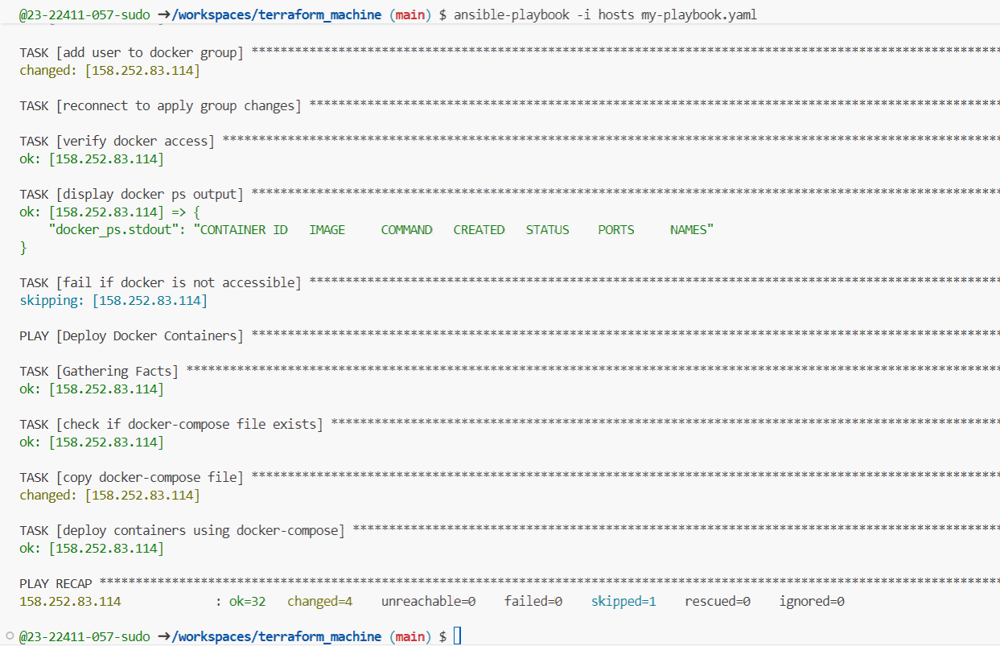 @23-22411-057-sudo ➜/workspaces/terraform_machine (main) $ ansible-playbook -i hosts my-playbook.yaml
TASK [add user to docker group] *******************************************************************************************************
changed: [158.252.83.114]
TASK [reconnect to apply group changes] ***********************************************************************************************
TASK [verify docker access] ***********************************************************************************************************
ok: [158.252.83.114]
TASK [display docker ps output] *******************************************************************************************************
ok: [158.252.83.114] => {
    "docker_ps.stdout": "CONTAINER ID   IMAGE     COMMAND   CREATED   STATUS    PORTS     NAMES"
}
TASK [fail if docker is not accessible] ***********************************************************************************************
skipping: [158.252.83.114]
PLAY [Deploy Docker Containers] *******************************************************************************************************
TASK [Gathering Facts] ****************************************************************************************************************
ok: [158.252.83.114]
TASK [check if docker-compose file exists] ********************************************************************************************
ok: [158.252.83.114]
TASK [copy docker-compose file] *******************************************************************************************************
changed: [158.252.83.114]
TASK [deploy containers using docker-compose] *****************************************************************************************
ok: [158.252.83.114]
PLAY RECAP ****************************************************************************************************************************
158.252.83.114             : ok=32   changed=4    unreachable=0    failed=0    skipped=1    rescued=0    ignored=0
@23-22411-057-sudo ➜/workspaces/terraform_machine (main) $